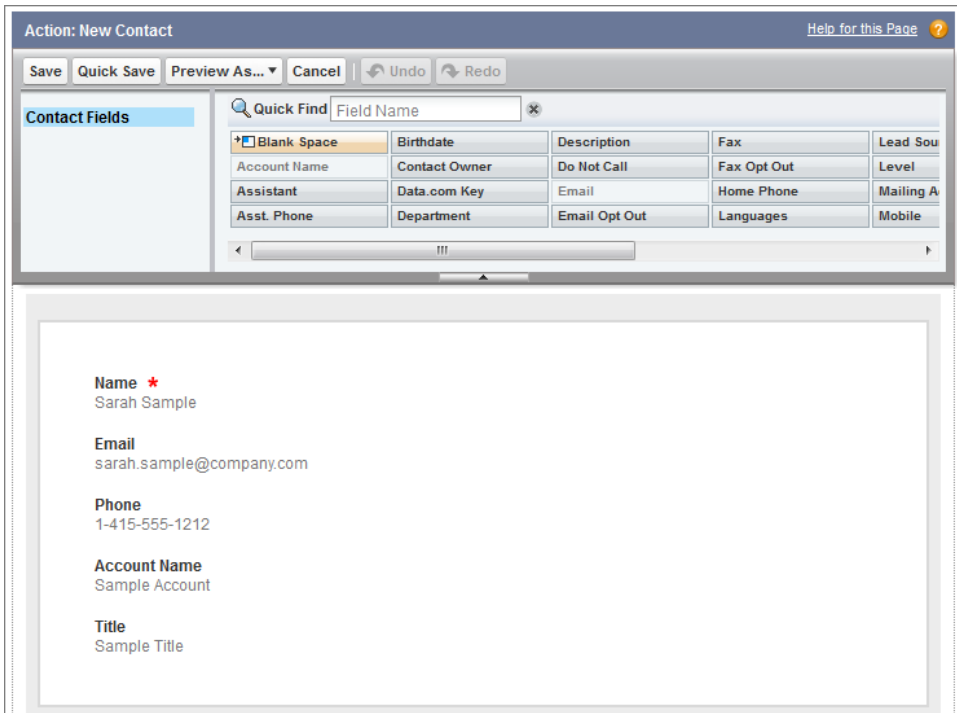 Action: New Contact Help for this Page ?
Save Quick Save Preview As... Cancel Undo Redo
Contact Fields
Quick Find Field Name
Blank Space Birthdate Description Fax Lead Sou
Account Name Contact Owner Do Not Call Fax Opt Out Level
Assistant Data.com Key Email Home Phone Mailing A
Asst. Phone Department Email Opt Out Languages Mobile
Name *
Sarah Sample
Email
sarah.sample@company.com
Phone
1-415-555-1212
Account Name
Sample Account
Title
Sample Title